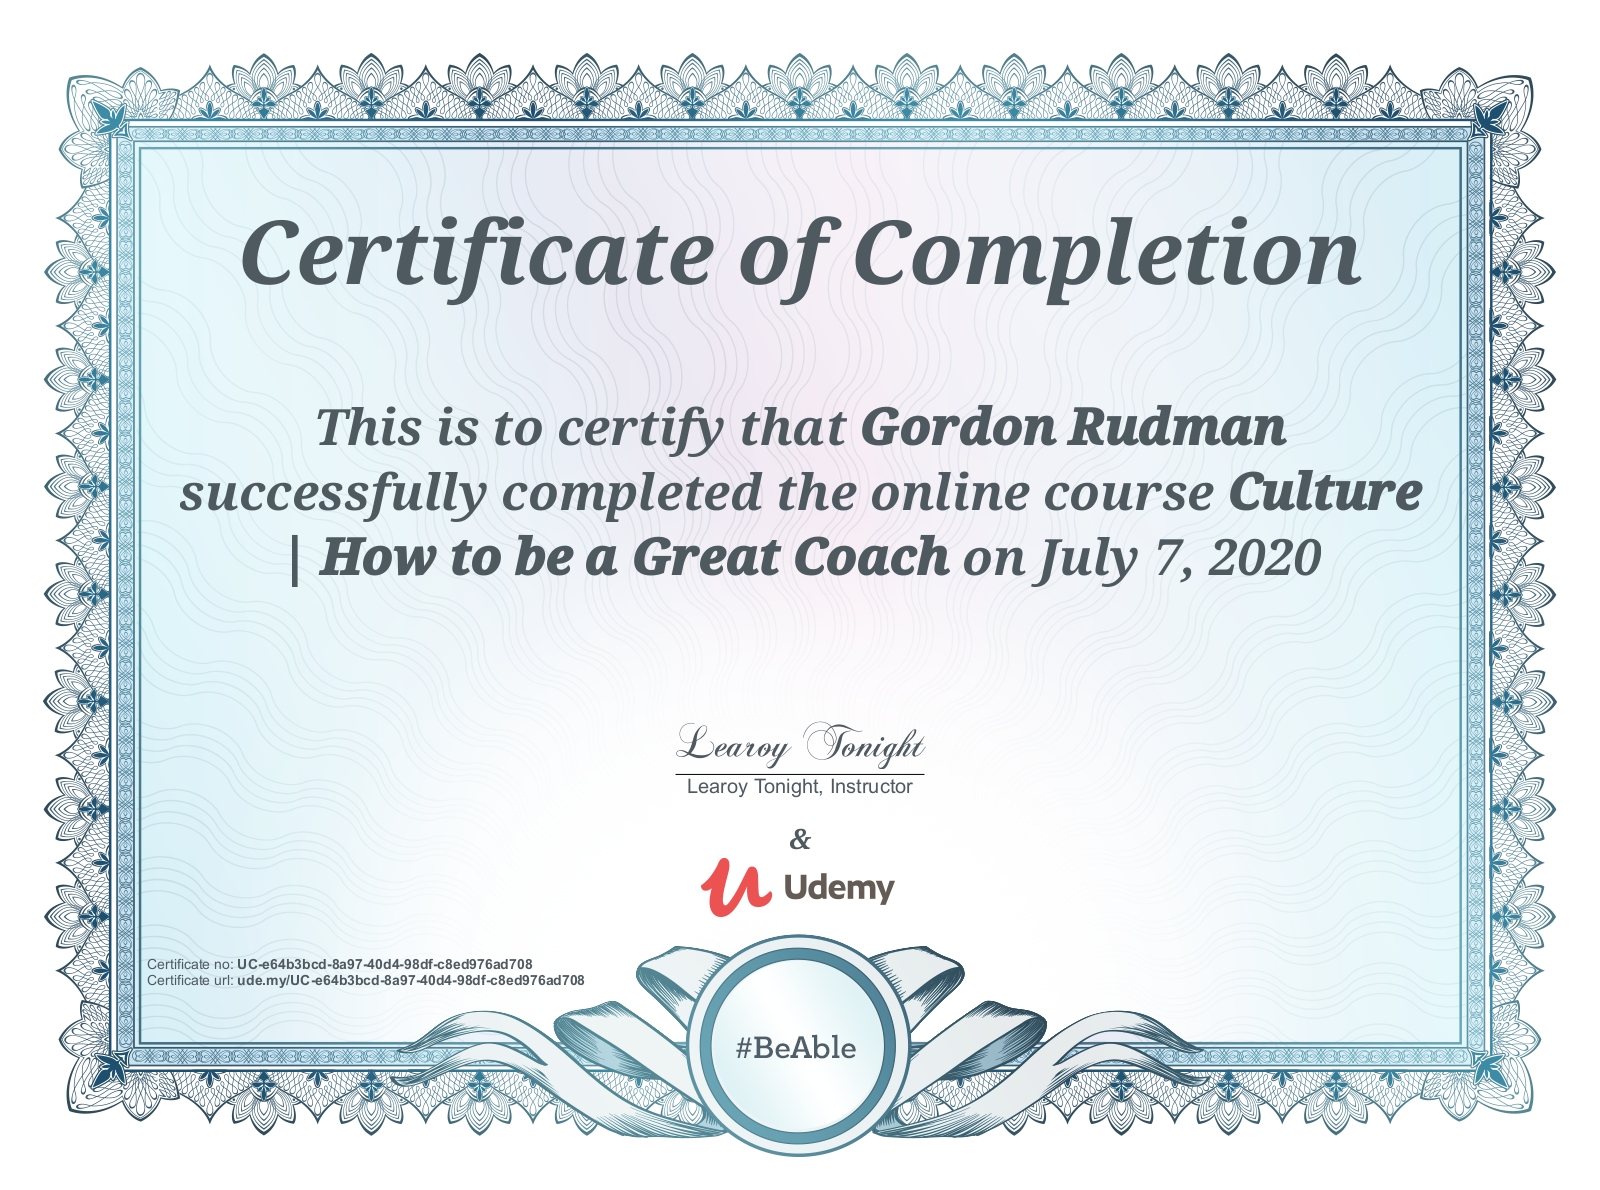 Certificate of Completion
This is to certify that Gordon Rudman
successfully completed the online course Culture
| How to be a Great Coach on July 7, 2020
Learoy Tonight
Learoy Tonight, Instructor
&
Udemy
Certificate no: UC-e64b3bcd-8a97-40d4-98df-c8ed976ad708
Certificate url: ude.my/UC-e64b3bcd-8a97-40d4-98df-c8ed976ad708
#BeAble